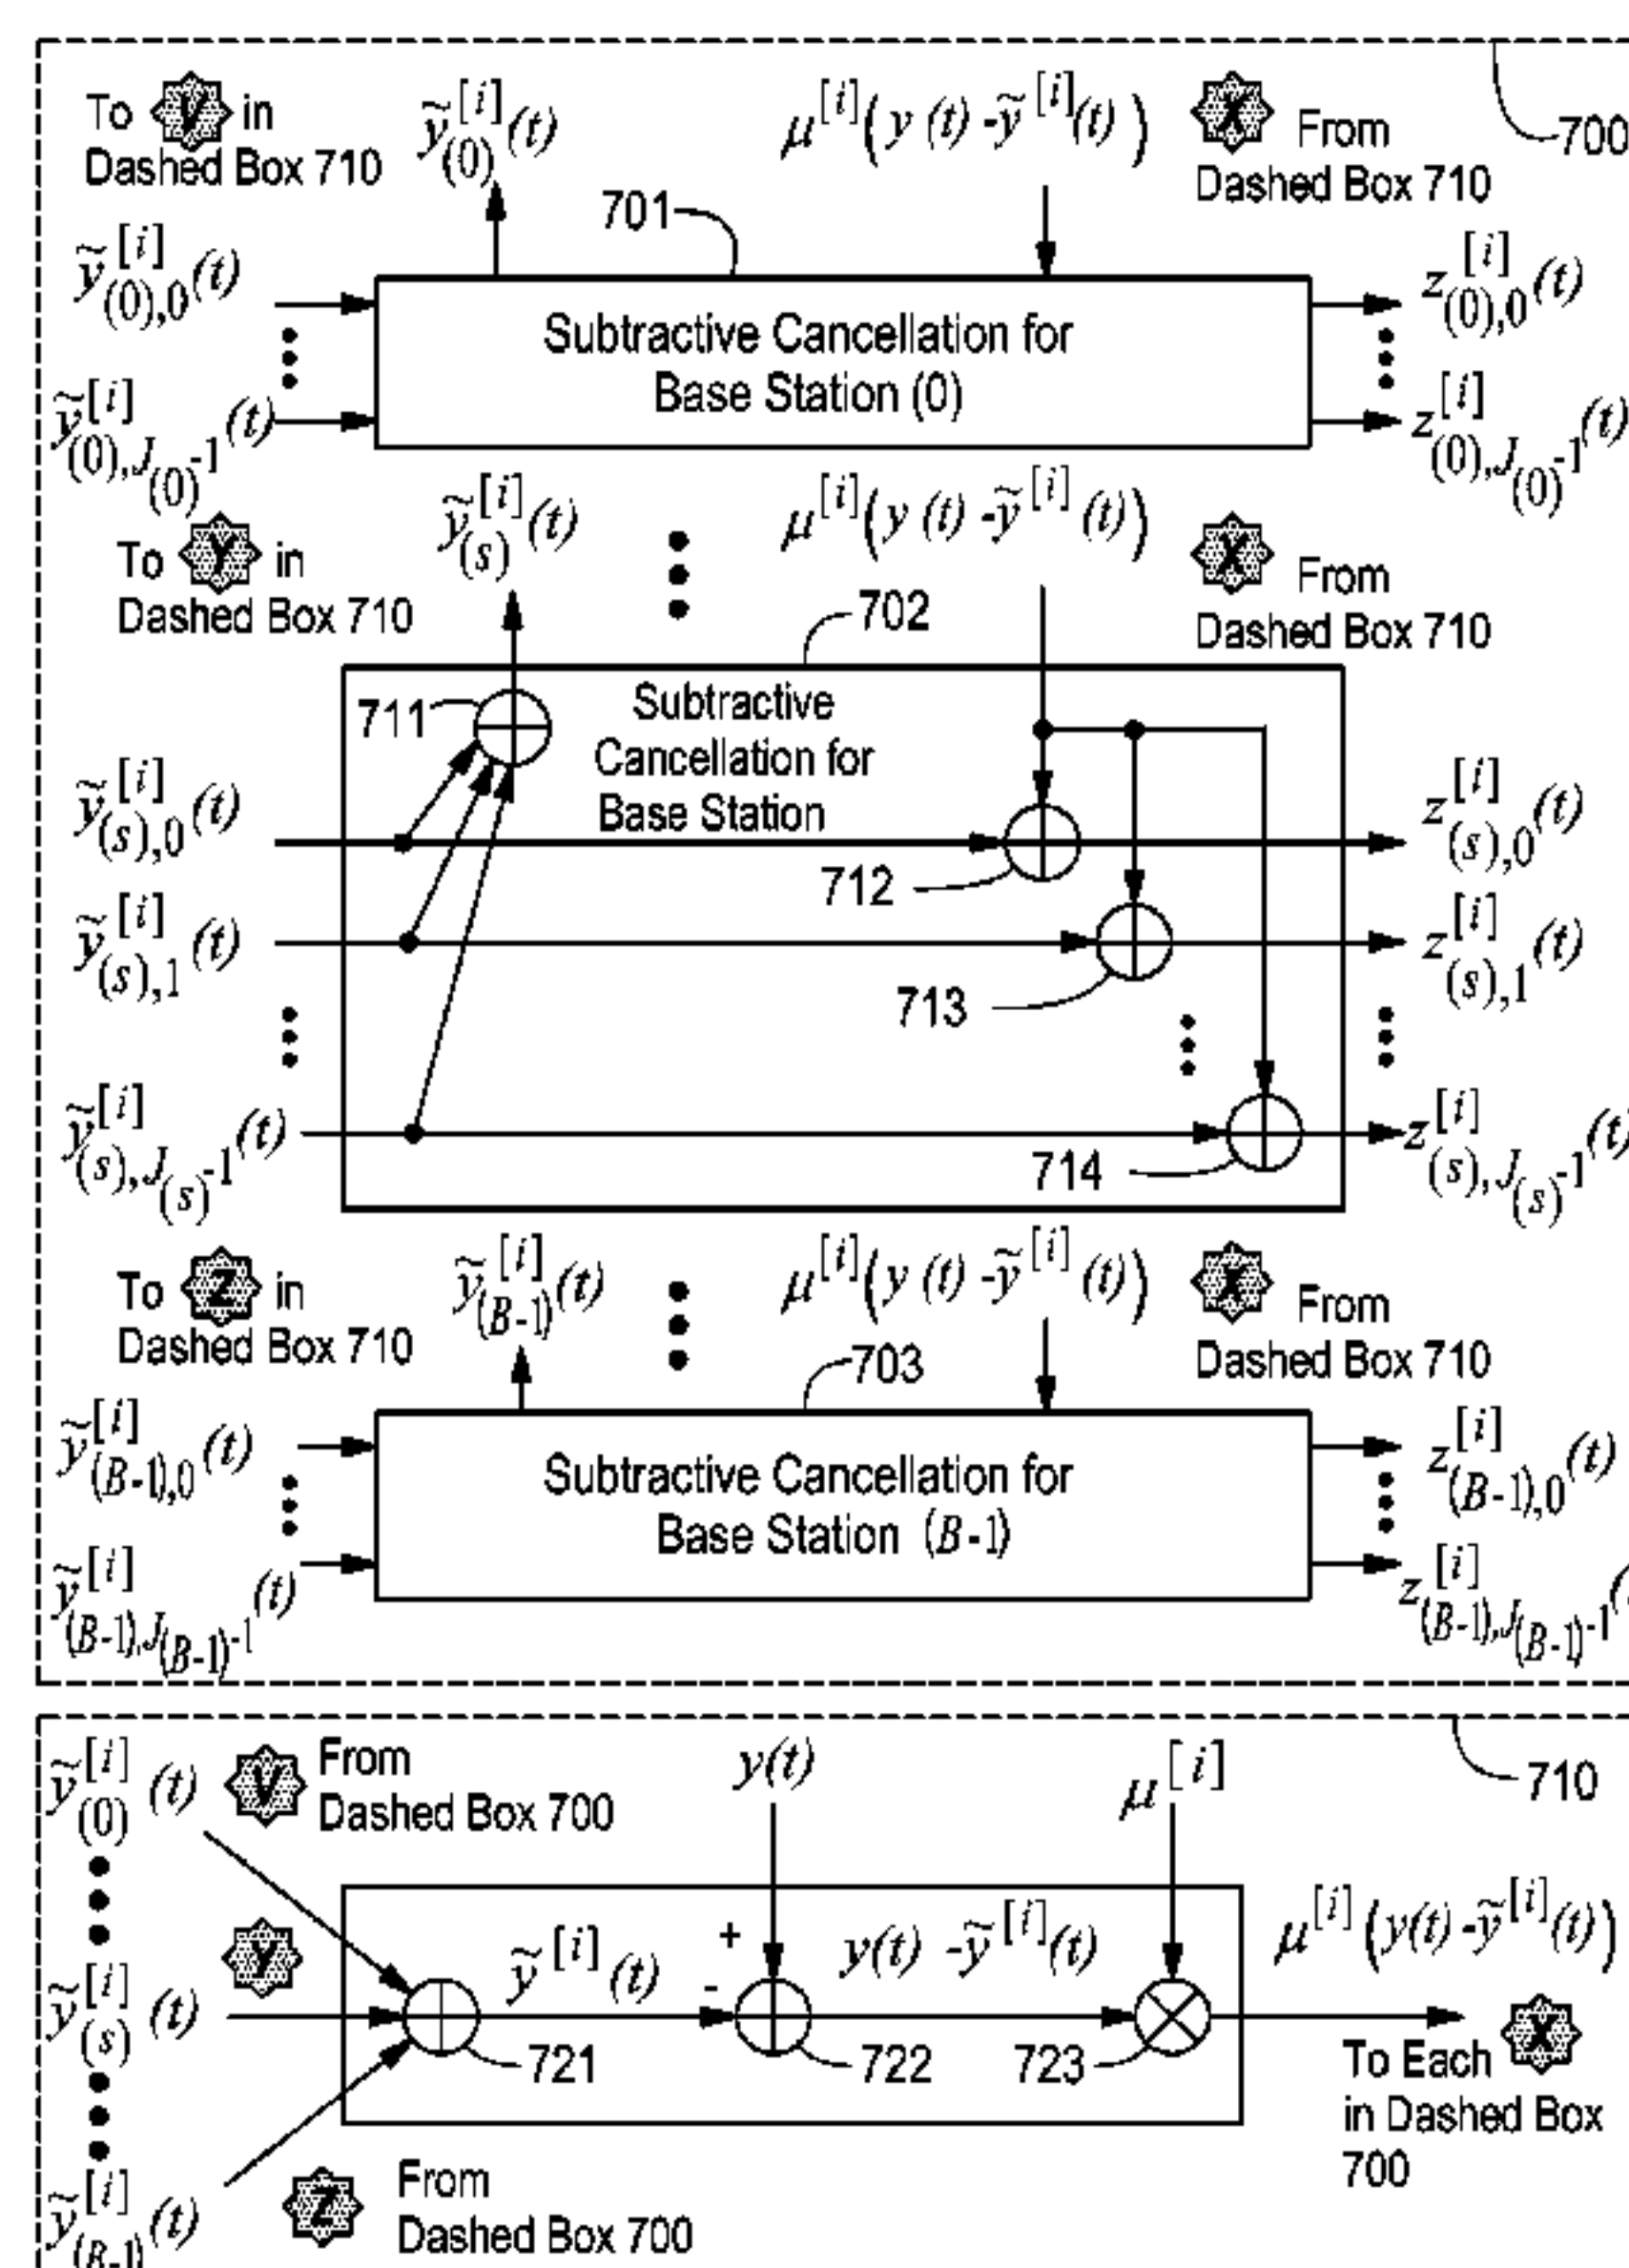 To V in
Dashed Box 710
ỹ[i](0)(t)
μ[i](y (t) -ỹ[i](t))
X From
Dashed Box 710
700
701
ỹ[i](0),0(t)
Subtractive Cancellation for
Base Station (0)
z[i](0),0(t)
ỹ[i](0),J(0)-1(t)
z[i](0),J(0)-1(t)
To Y in
Dashed Box 710
ỹ[i](s)(t)
μ[i](y (t) -ỹ[i](t))
X From
Dashed Box 710
702
711
Subtractive
Cancellation for
Base Station
ỹ[i](s),0(t)
z[i](s),0(t)
712
ỹ[i](s),1(t)
z[i](s),1(t)
713
ỹ[i](s),J(s)-1(t)
z[i](s),J(s)-1(t)
714
To Z in
Dashed Box 710
ỹ[i](B-1)(t)
μ[i](y (t) -ỹ[i](t))
X From
Dashed Box 710
703
ỹ[i](B-1),0(t)
Subtractive Cancellation for
Base Station (B-1)
z[i](B-1),0(t)
ỹ[i](B-1),J(B-1)-1(t)
z[i](B-1),J(B-1)-1(
710
ỹ[i](0)(t)
V From
Dashed Box 700
y(t)
μ[i]
Y
ỹ[i](s)(t)
ỹ[i](t)
+
-
y(t) -ỹ[i](t)
μ[i](y(t)-ỹ[i](t))
721
722
723
To Each X
in Dashed Box
700
ỹ[i](B-1)(t)
Z From
Dashed Box 700